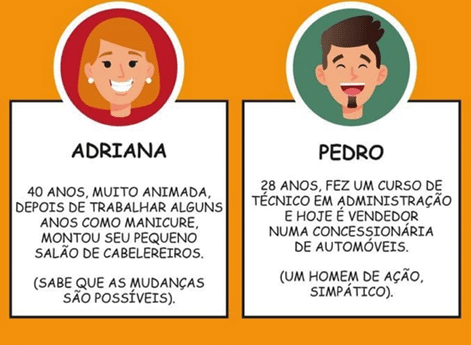 ADRIANA
40 ANOS, MUITO ANIMADA,
DEPOIS DE TRABALHAR ALGUNS
ANOS COMO MANICURE,
MONTOU SEU PEQUENO
SALÃO DE CABELEREIROS.
(SABE QUE AS MUDANÇAS
SÃO POSSÍVEIS).
PEDRO
28 ANOS, FEZ UM CURSO DE
TÉCNICO EM ADMINISTRAÇÃO
E HOJE É VENDEDOR
NUMA CONCESSIONÁRIA
DE AUTOMÓVEIS.
(UM HOMEM DE AÇÃO,
SIMPÁTICO).